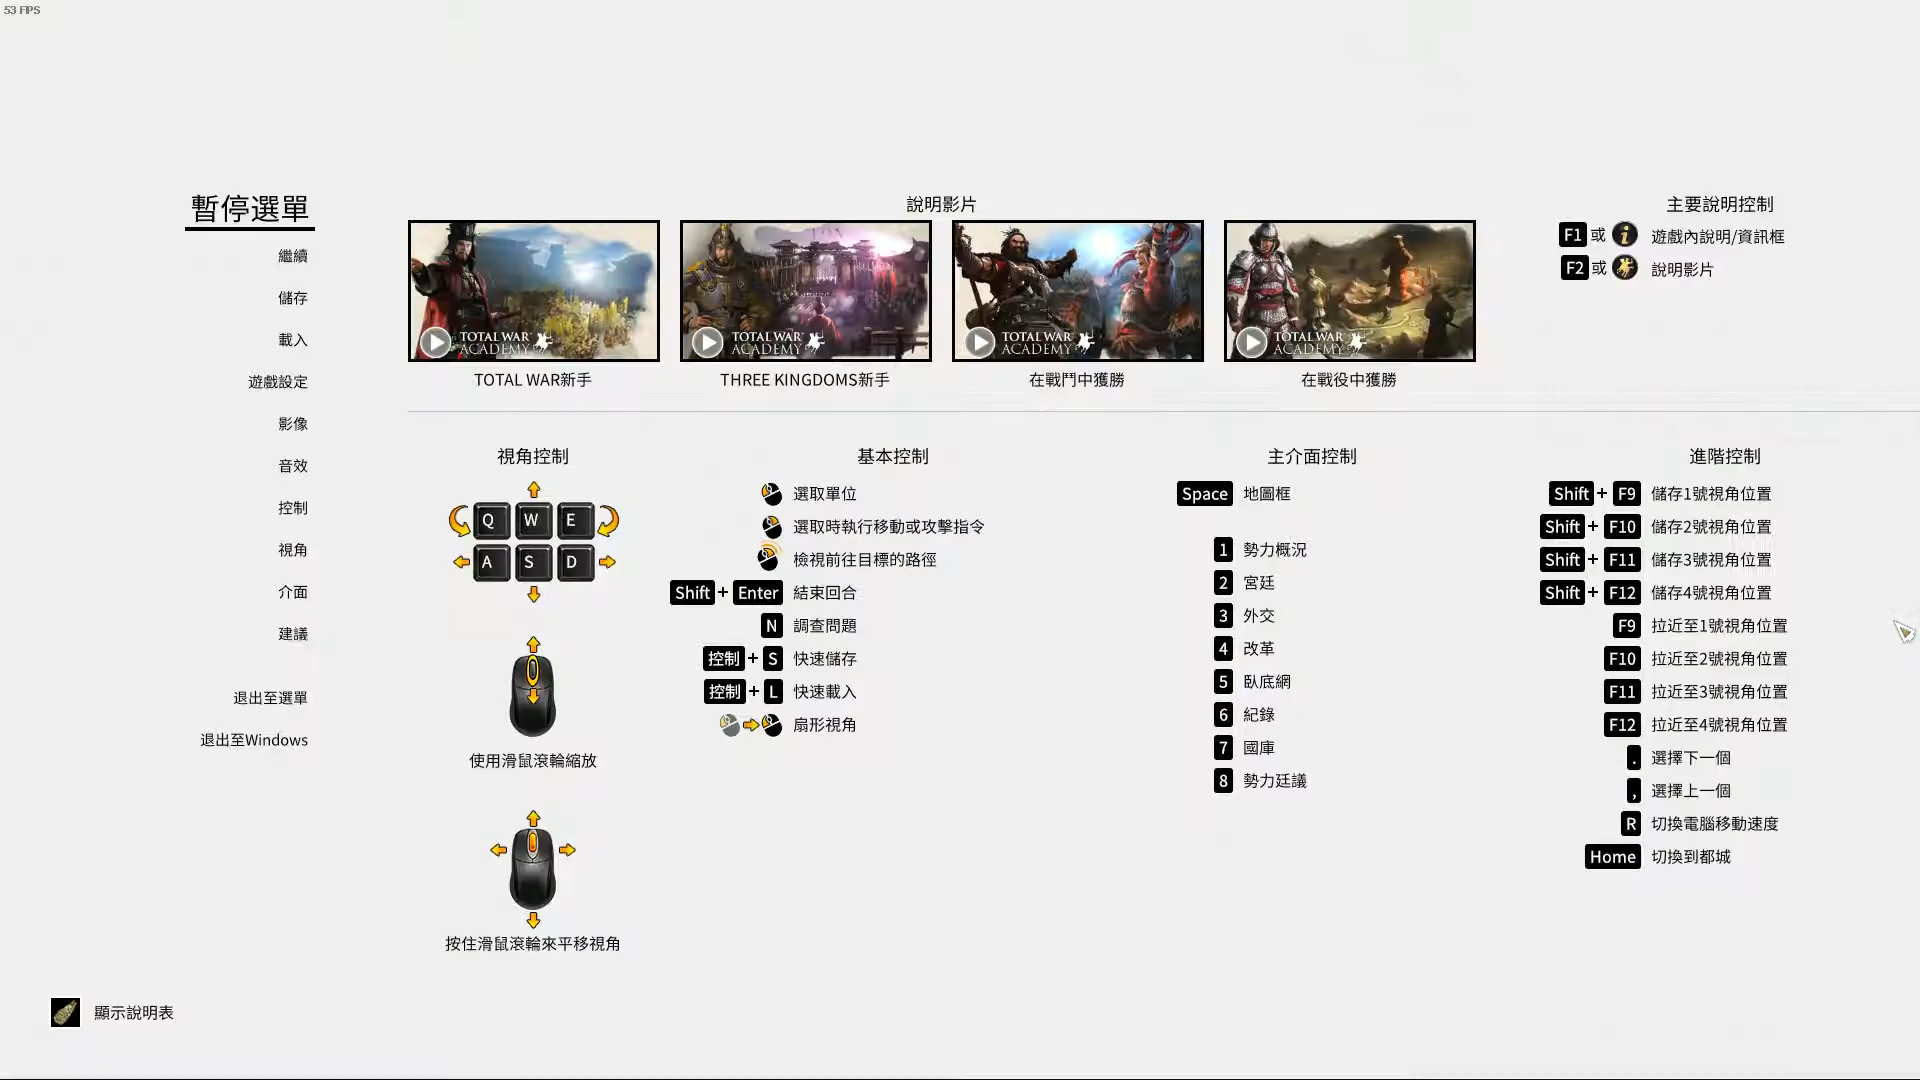 53 FPS
暫停選單
繼續
儲存
載入
遊戲設定
影像
音效
控制
視角
介面
建議
退出至選單
退出至Windows
顯示說明表
說明影片
TOTAL WAR ACADEMY
TOTAL WAR新手
TOTAL WAR ACADEMY
THREE KINGDOMS新手
TOTAL WAR ACADEMY
在戰鬥中獲勝
TOTAL WAR ACADEMY
在戰役中獲勝
主要說明控制
F1 或 i 遊戲內說明/資訊框
F2 或 說明影片
視角控制
Q W E
A S D
使用滑鼠滾輪縮放
按住滑鼠滾輪來平移視角
基本控制
選取單位
選取時執行移動或攻擊指令
檢視前往目標的路徑
Shift + Enter 結束回合
N 調查問題
控制 + S 快速儲存
控制 + L 快速載入
扇形視角
主介面控制
Space 地圖框
1 勢力概況
2 宮廷
3 外交
4 改革
5 臥底網
6 紀錄
7 國庫
8 勢力廷議
進階控制
Shift + F9 儲存1號視角位置
Shift + F10 儲存2號視角位置
Shift + F11 儲存3號視角位置
Shift + F12 儲存4號視角位置
F9 拉近至1號視角位置
F10 拉近至2號視角位置
F11 拉近至3號視角位置
F12 拉近至4號視角位置
. 選擇下一個
, 選擇上一個
R 切換電腦移動速度
Home 切換到都城